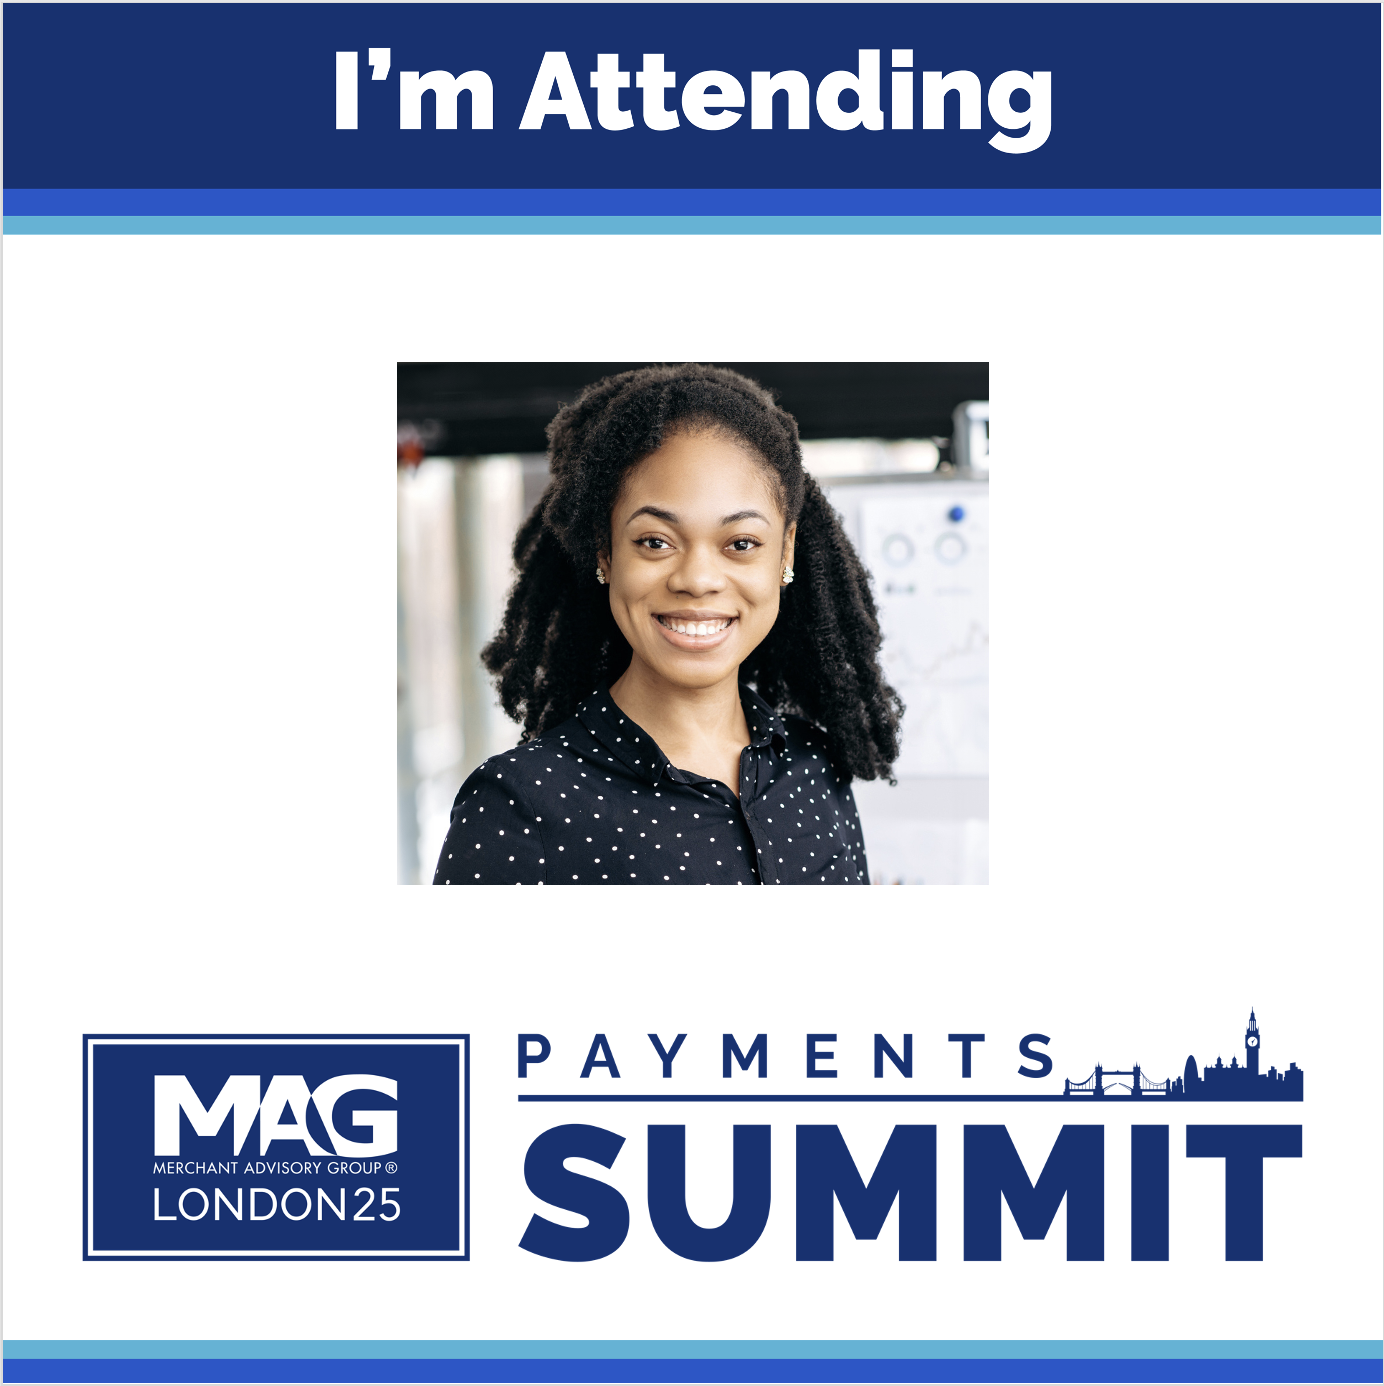 I’m Attending
MAG
MERCHANT ADVISORY GROUP®
LONDON25
PAYMENTS
SUMMIT